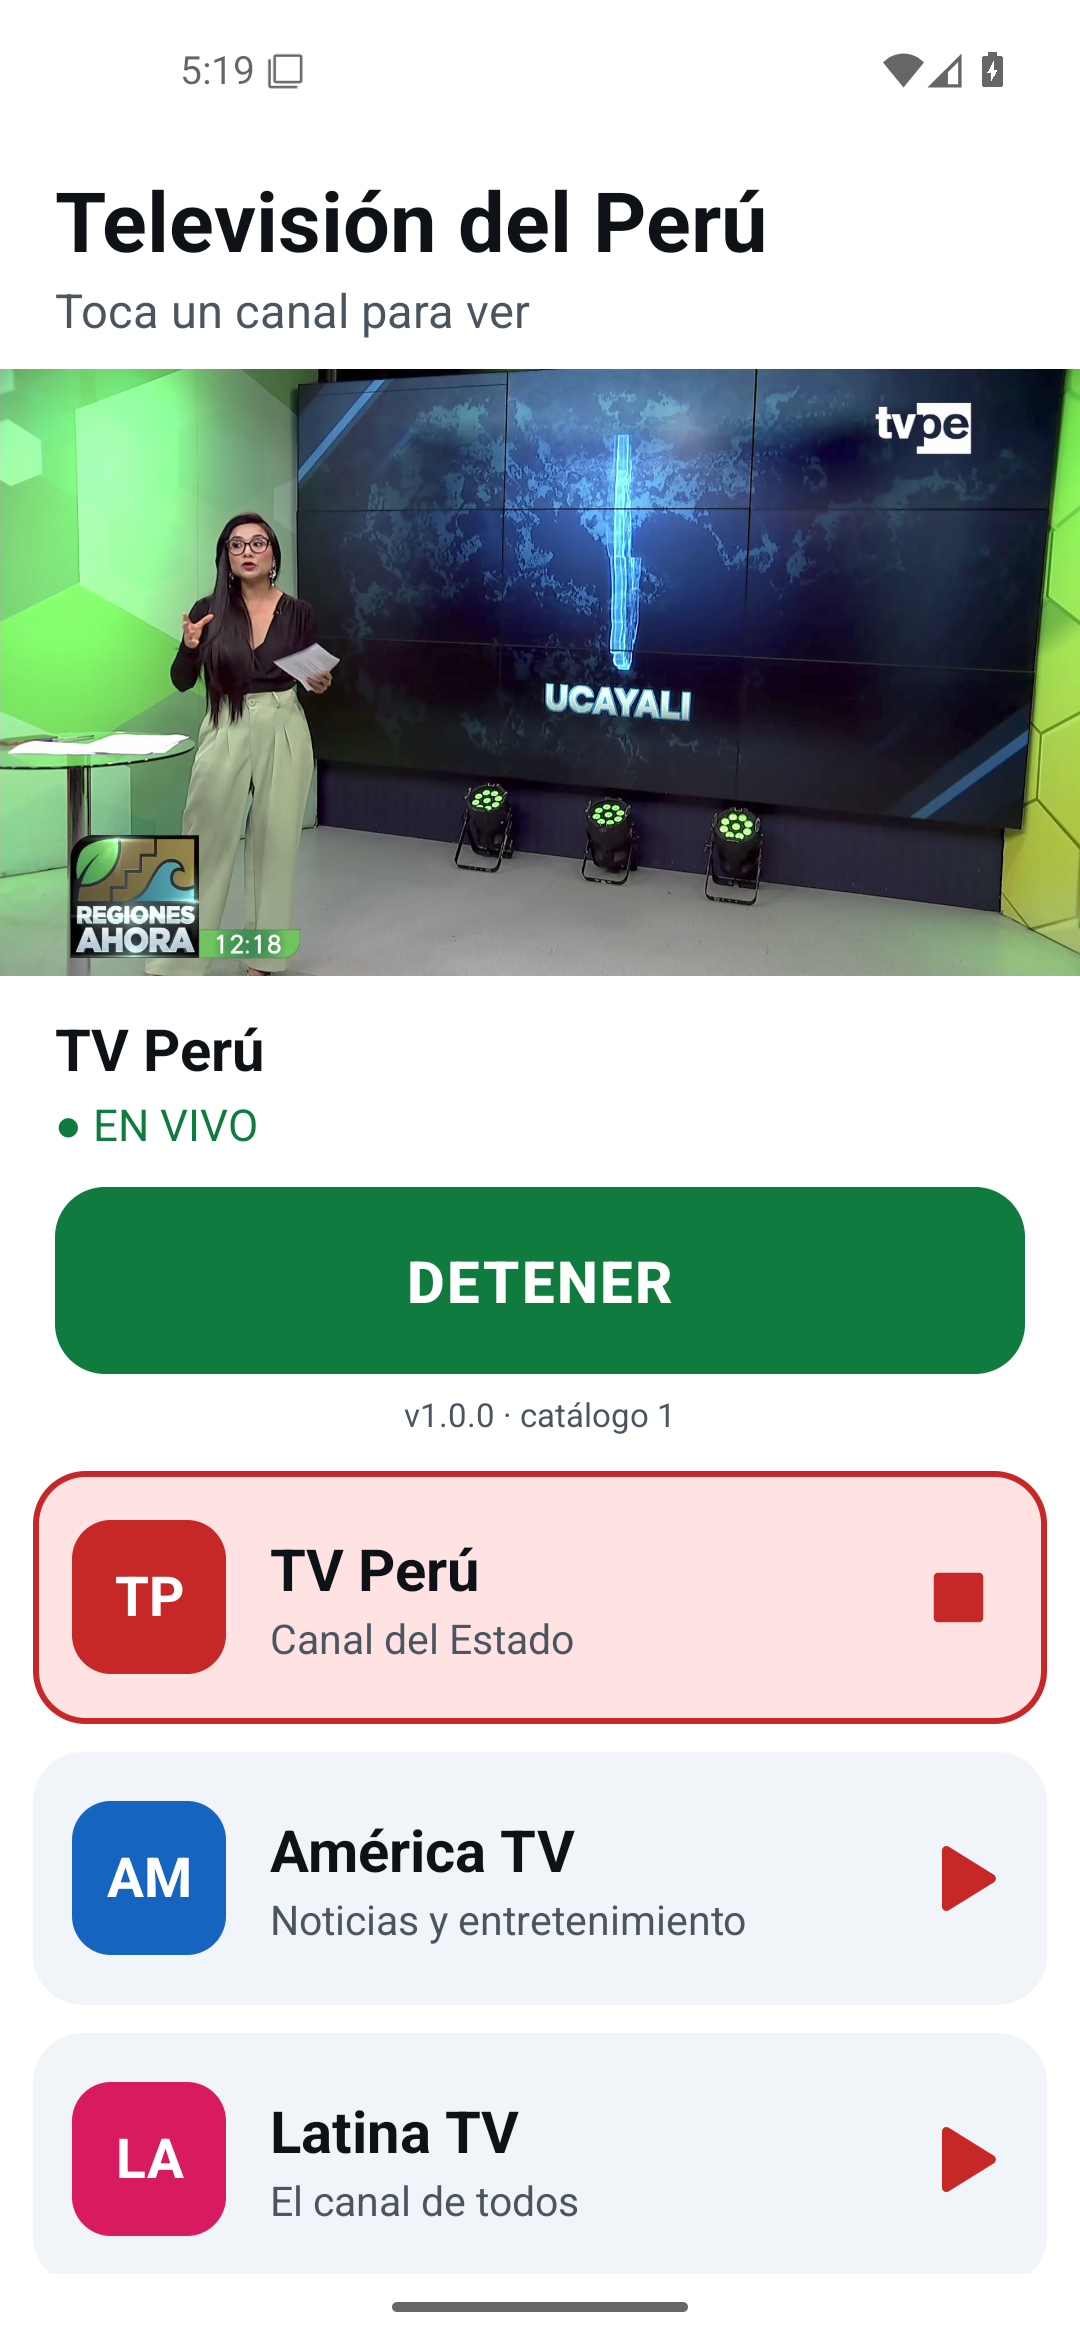 5:19
Televisión del Perú
Toca un canal para ver
tvpe
UCAYALI
REGIONES
AHORA
12:18
TV Perú
● EN VIVO
DETENER
v1.0.0 · catálogo 1
TP
TV Perú
Canal del Estado
AM
América TV
Noticias y entretenimiento
LA
Latina TV
El canal de todos